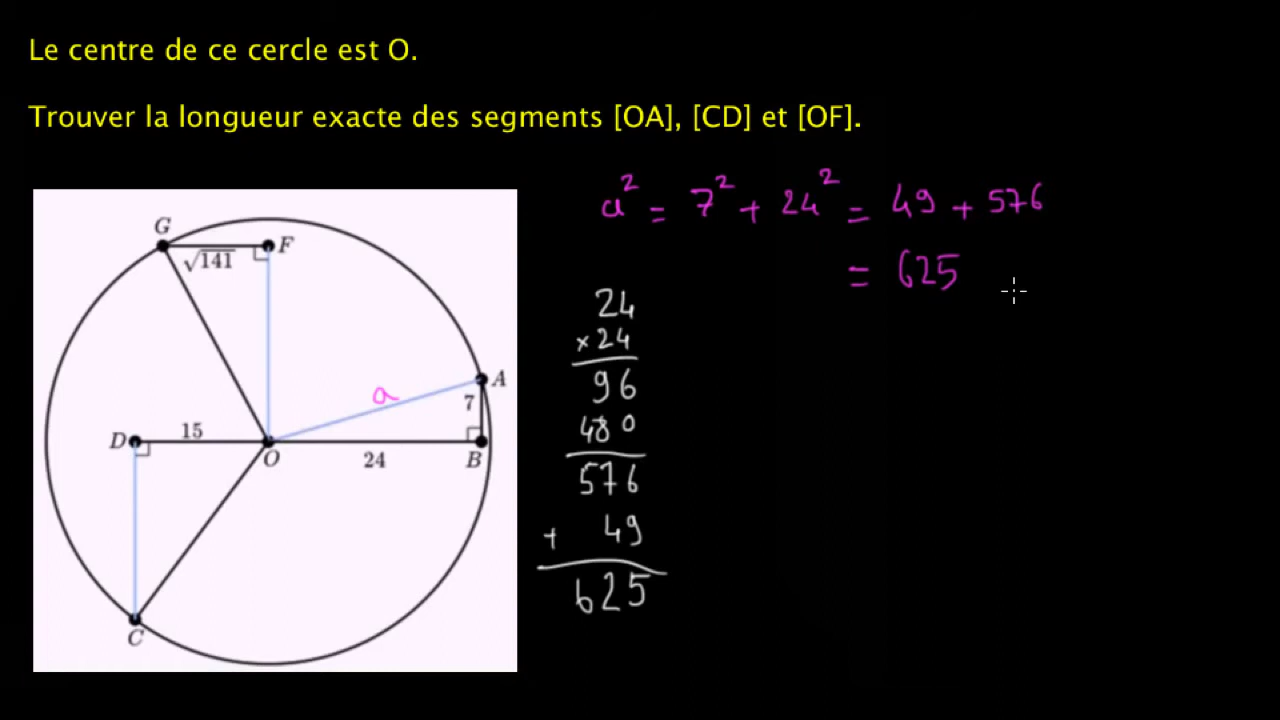 Le centre de ce cercle est O.
Trouver la longueur exacte des segments [OA], [CD] et [OF].
a² = 7² + 24² = 49 + 576
= 625
G
F
√141
24
× 24
96
480
576
+ 49
625
a
A
7
D
15
O
24
B
C